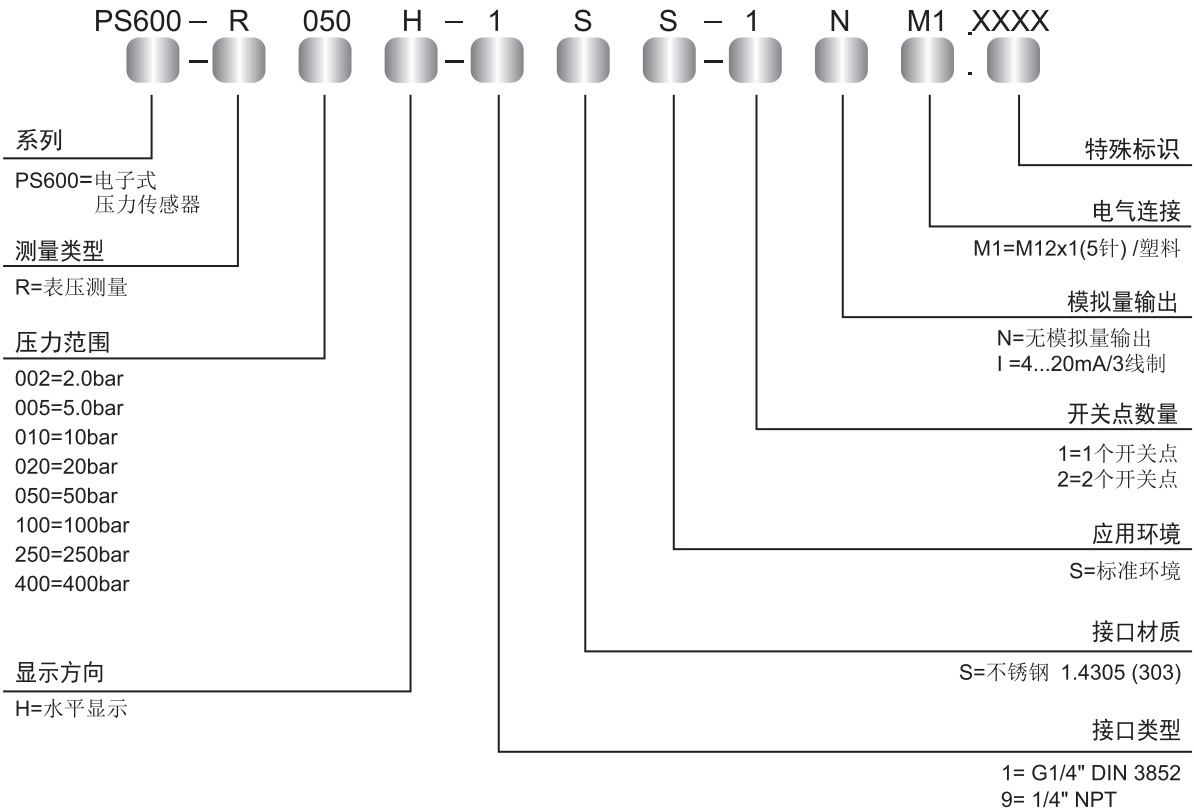 PS600 – R 050 H – 1 S S – 1 N M1 . XXXX
系列
PS600=电子式
压力传感器
测量类型
R=表压测量
压力范围
002=2.0bar
005=5.0bar
010=10bar
020=20bar
050=50bar
100=100bar
250=250bar
400=400bar
显示方向
H=水平显示
特殊标识
电气连接
M1=M12x1(5针) /塑料
模拟量输出
N=无模拟量输出
I =4...20mA/3线制
开关点数量
1=1个开关点
2=2个开关点
应用环境
S=标准环境
接口材质
S=不锈钢 1.4305 (303)
接口类型
1= G1/4" DIN 3852
9= 1/4" NPT